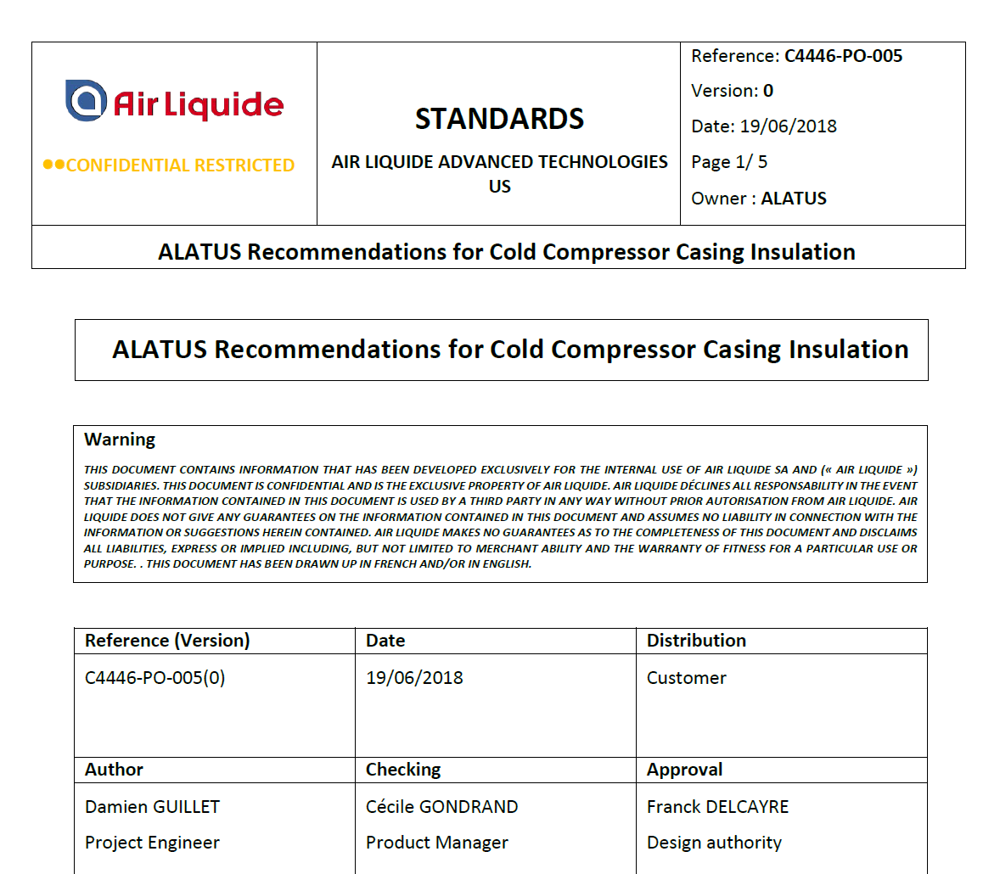 Air Liquide
●●CONFIDENTIAL RESTRICTED
STANDARDS
AIR LIQUIDE ADVANCED TECHNOLOGIES
US
Reference: C4446-PO-005
Version: 0
Date: 19/06/2018
Page 1/ 5
Owner : ALATUS
ALATUS Recommendations for Cold Compressor Casing Insulation
ALATUS Recommendations for Cold Compressor Casing Insulation
Warning
THIS DOCUMENT CONTAINS INFORMATION THAT HAS BEEN DEVELOPED EXCLUSIVELY FOR THE INTERNAL USE OF AIR LIQUIDE SA AND (« AIR LIQUIDE »)
SUBSIDIARIES. THIS DOCUMENT IS CONFIDENTIAL AND IS THE EXCLUSIVE PROPERTY OF AIR LIQUIDE. AIR LIQUIDE DÉCLINES ALL RESPONSABILITY IN THE EVENT
THAT THE INFORMATION CONTAINED IN THIS DOCUMENT IS USED BY A THIRD PARTY IN ANY WAY WITHOUT PRIOR AUTORISATION FROM AIR LIQUIDE. AIR
LIQUIDE DOES NOT GIVE ANY GUARANTEES ON THE INFORMATION CONTAINED IN THIS DOCUMENT AND ASSUMES NO LIABILITY IN CONNECTION WITH THE
INFORMATION OR SUGGESTIONS HEREIN CONTAINED. AIR LIQUIDE MAKES NO GUARANTEES AS TO THE COMPLETENESS OF THIS DOCUMENT AND DISCLAIMS
ALL LIABILITIES, EXPRESS OR IMPLIED INCLUDING, BUT NOT LIMITED TO MERCHANT ABILITY AND THE WARRANTY OF FITNESS FOR A PARTICULAR USE OR
PURPOSE. . THIS DOCUMENT HAS BEEN DRAWN UP IN FRENCH AND/OR IN ENGLISH.
Reference (Version) Date Distribution
C4446-PO-005(0) 19/06/2018 Customer
Author Checking Approval
Damien GUILLET Cécile GONDRAND Franck DELCAYRE
Project Engineer Product Manager Design authority